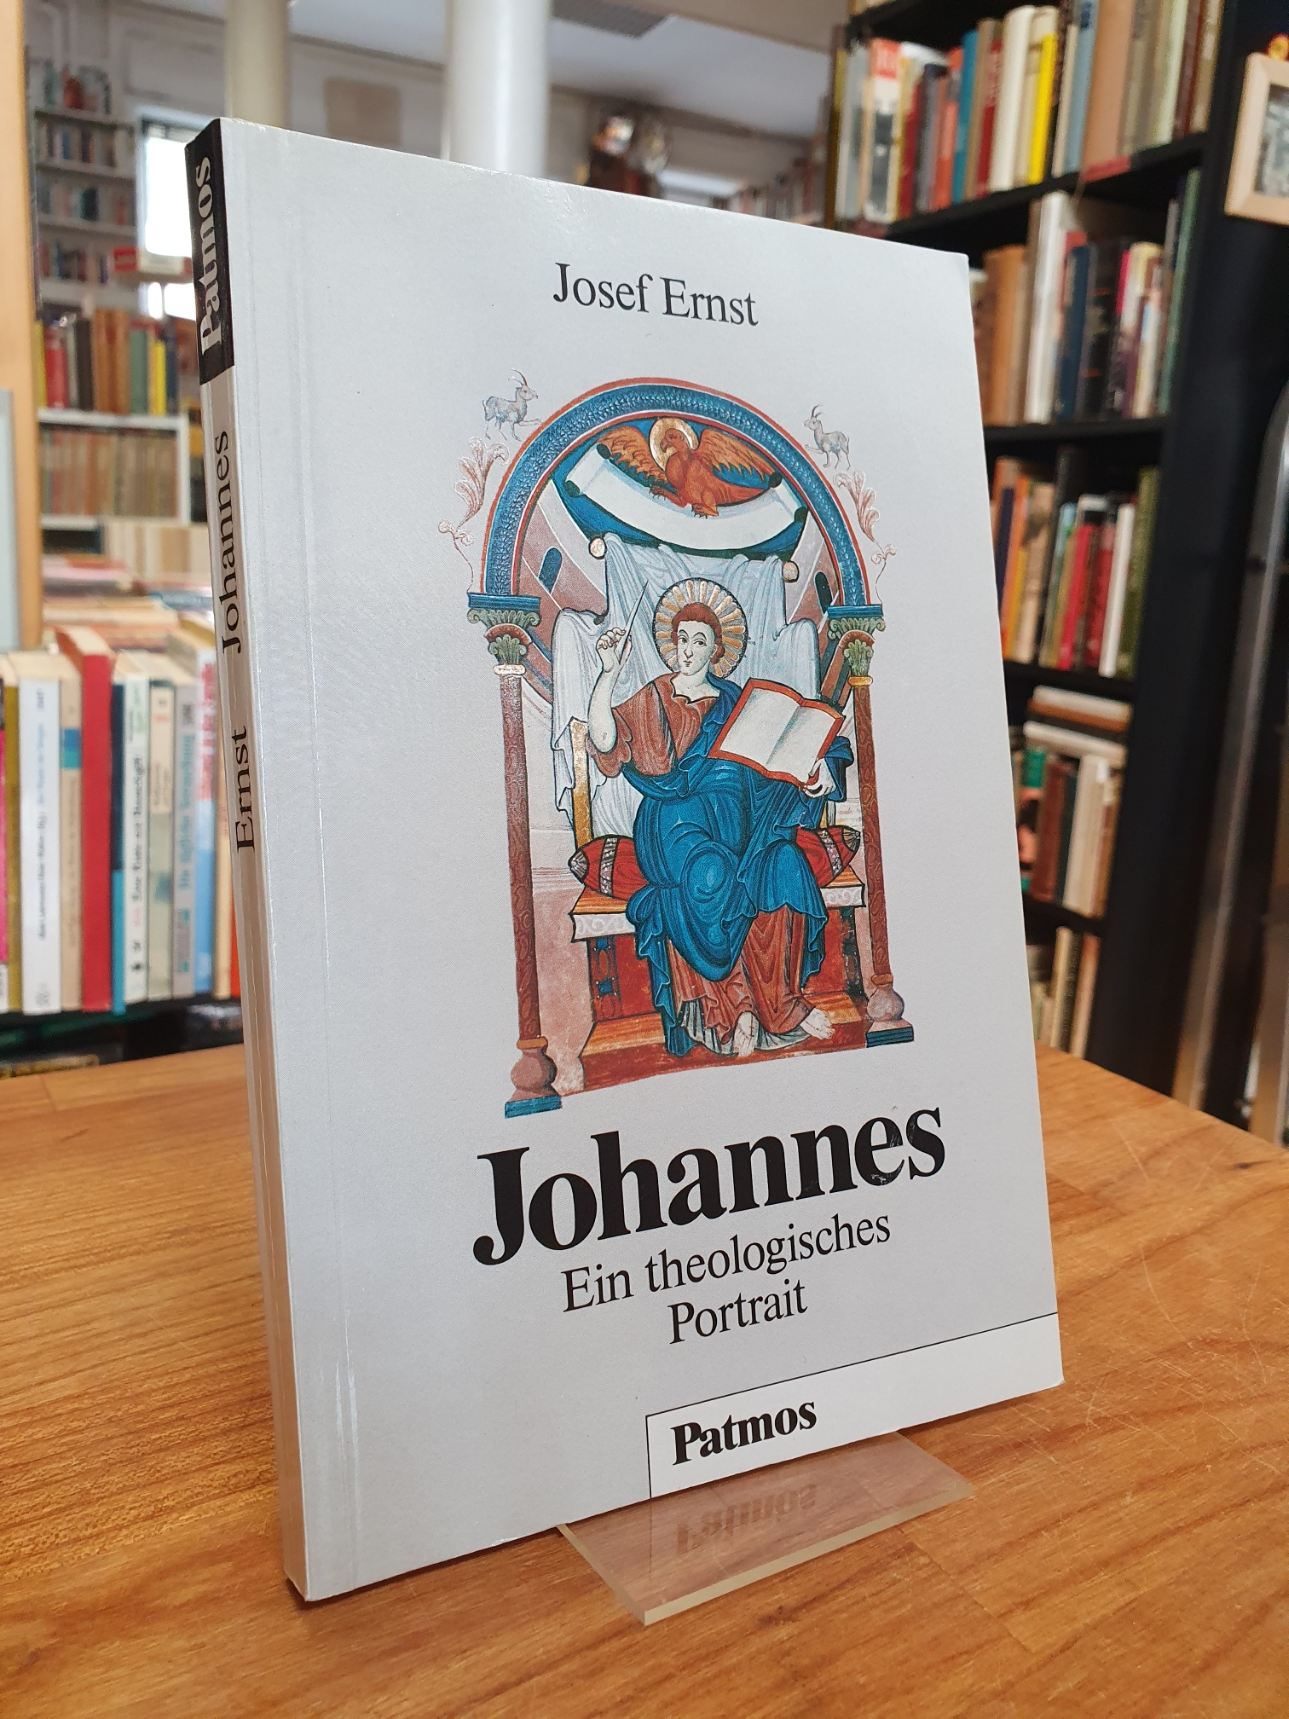 Josef Ernst
Johannes
Ein theologisches
Portrait
Patmos
Patmos
Johannes
Ernst